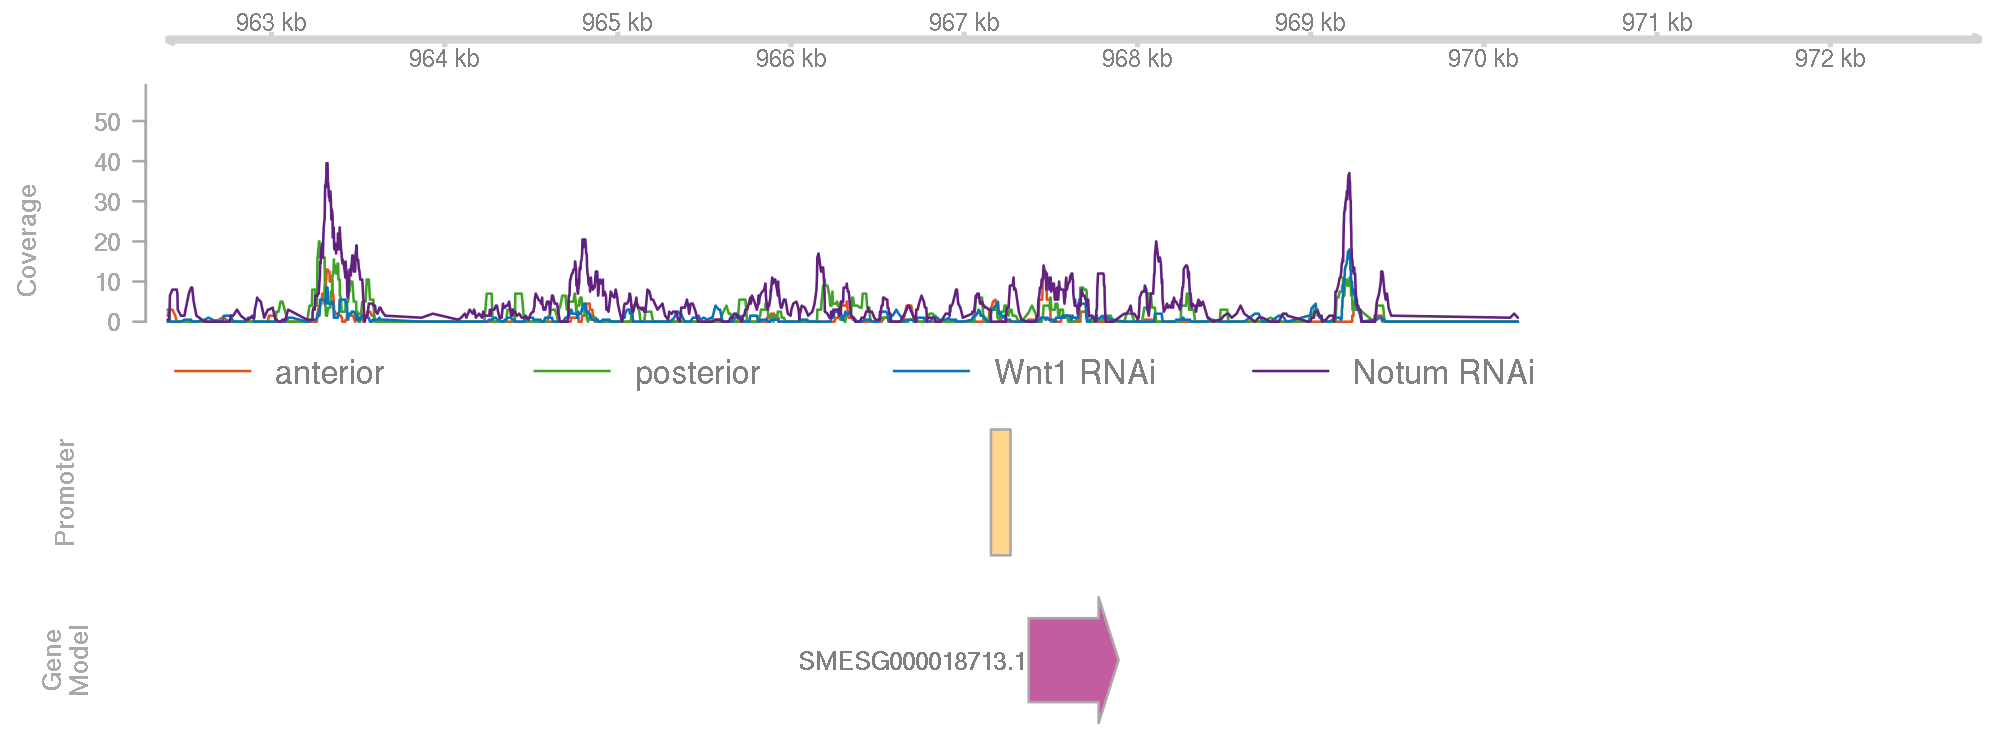 963 kb 965 kb 967 kb 969 kb 971 kb
964 kb 966 kb 968 kb 970 kb 972 kb
Coverage
50
40
30
20
10
0
anterior posterior Wnt1 RNAi Notum RNAi
Promoter
Gene
Model
SMESG000018713.1